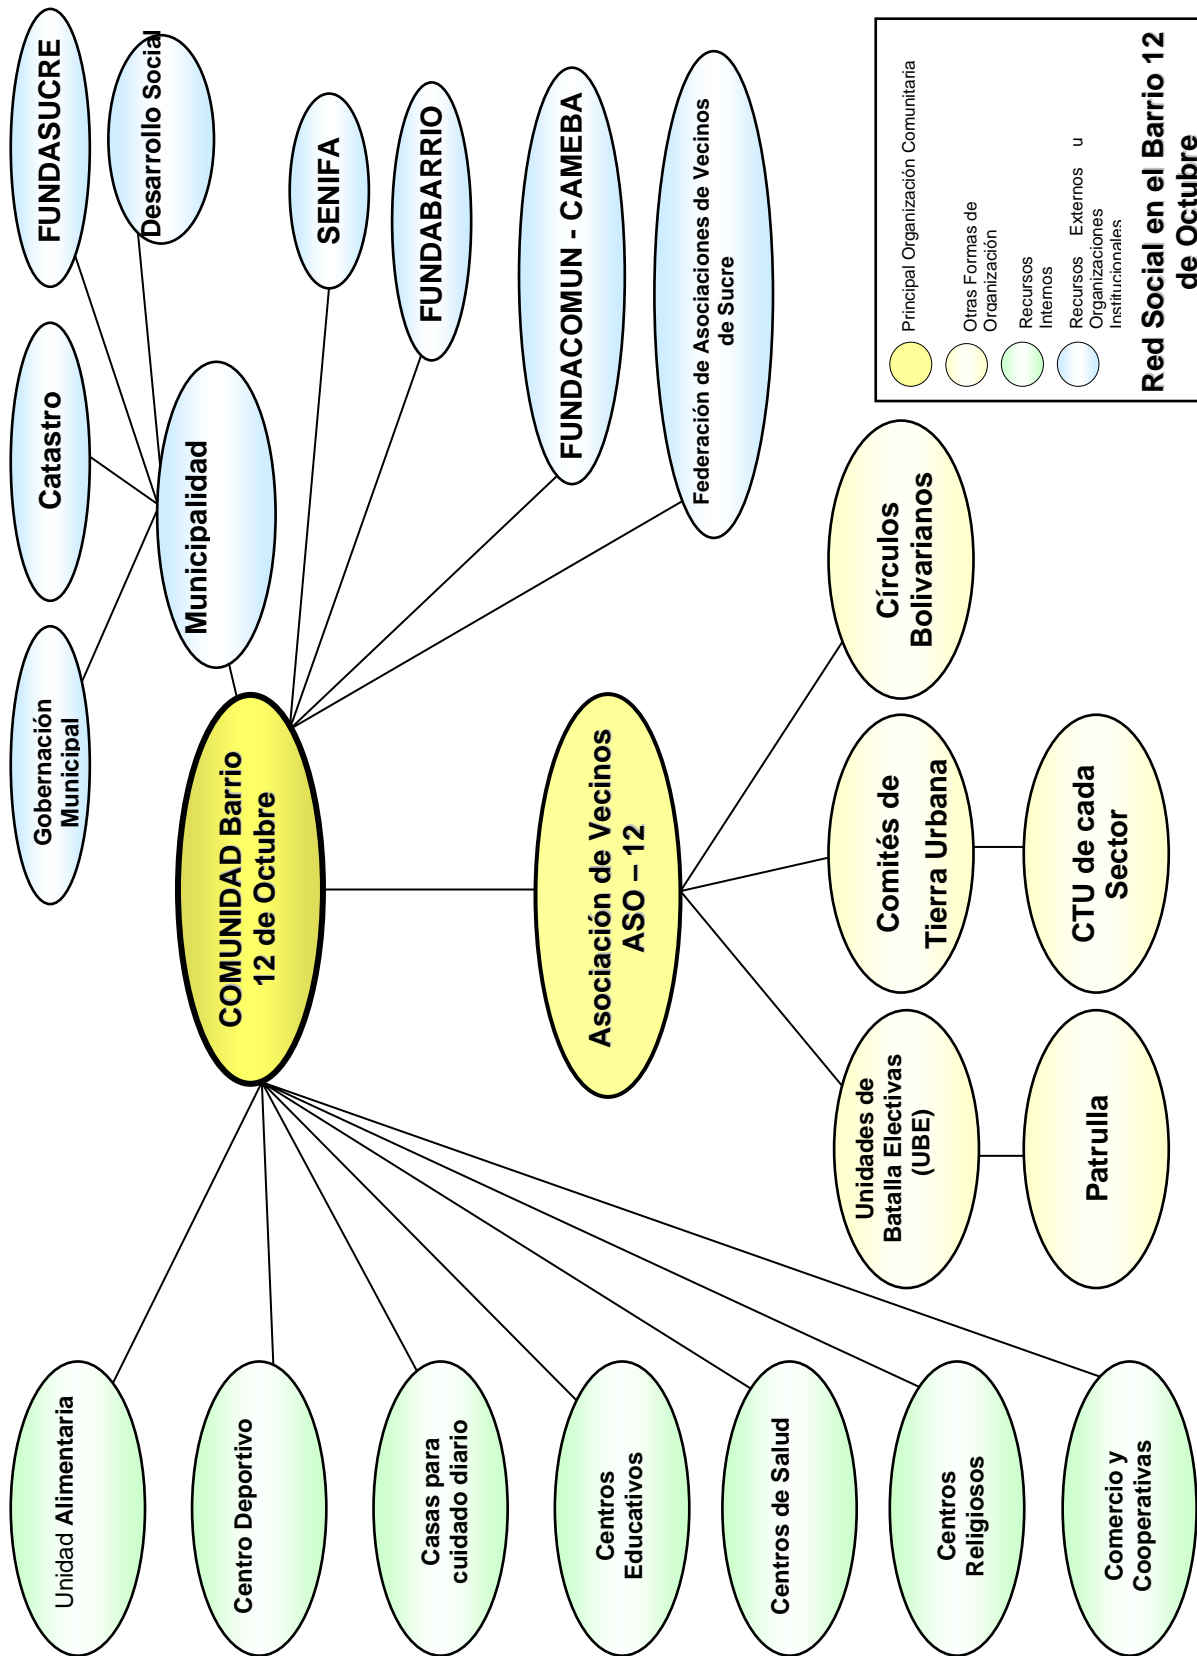 FUNDASUCRE
Desarrollo Social
Catastro
Gobernación
Municipal
Municipalidad
SENIFA
FUNDABARRIO
FUNDACOMUN - CAMEBA
Federación de Asociaciones de Vecinos
de Sucre
COMUNIDAD Barrio
12 de Octubre
Asociación de Vecinos
ASO – 12
Círculos
Bolivarianos
Comités de
Tierra Urbana
CTU de cada
Sector
Unidades de
Batalla Electivas
(UBE)
Patrulla
Unidad Alimentaria
Centro Deportivo
Casas para
cuidado diario
Centros
Educativos
Centros de Salud
Centros
Religiosos
Comercio y
Cooperativas
Principal Organización Comunitaria
Otras Formas de
Organización
Recursos
Internos
Recursos Externos u
Organizaciones
Institucionales
Red Social en el Barrio 12
de Octubre